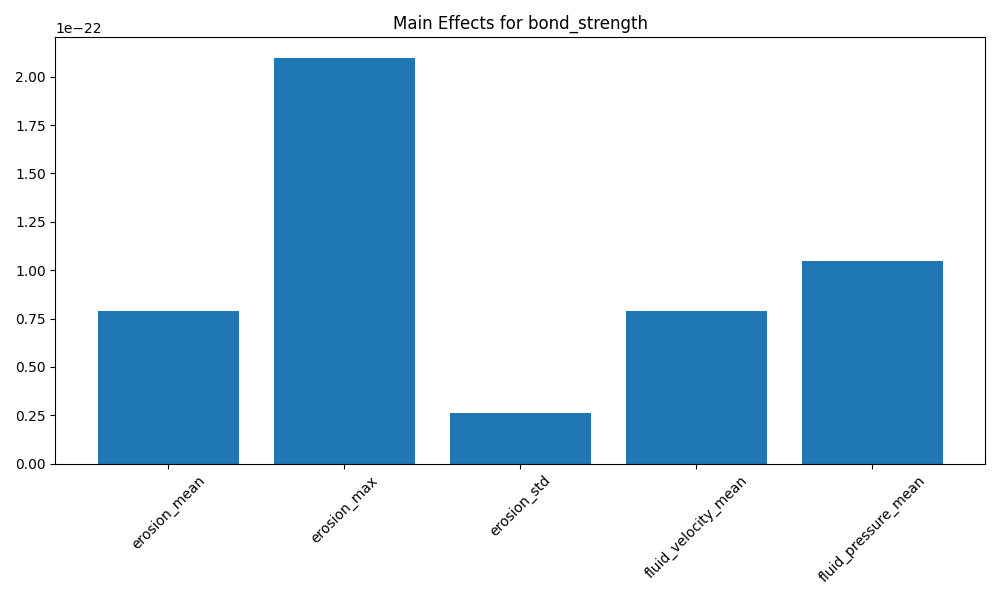 Main Effects for bond_strength
1e−22
2.00
1.75
1.50
1.25
1.00
0.75
0.50
0.25
0.00
erosion_mean
erosion_max
erosion_std
fluid_velocity_mean
fluid_pressure_mean